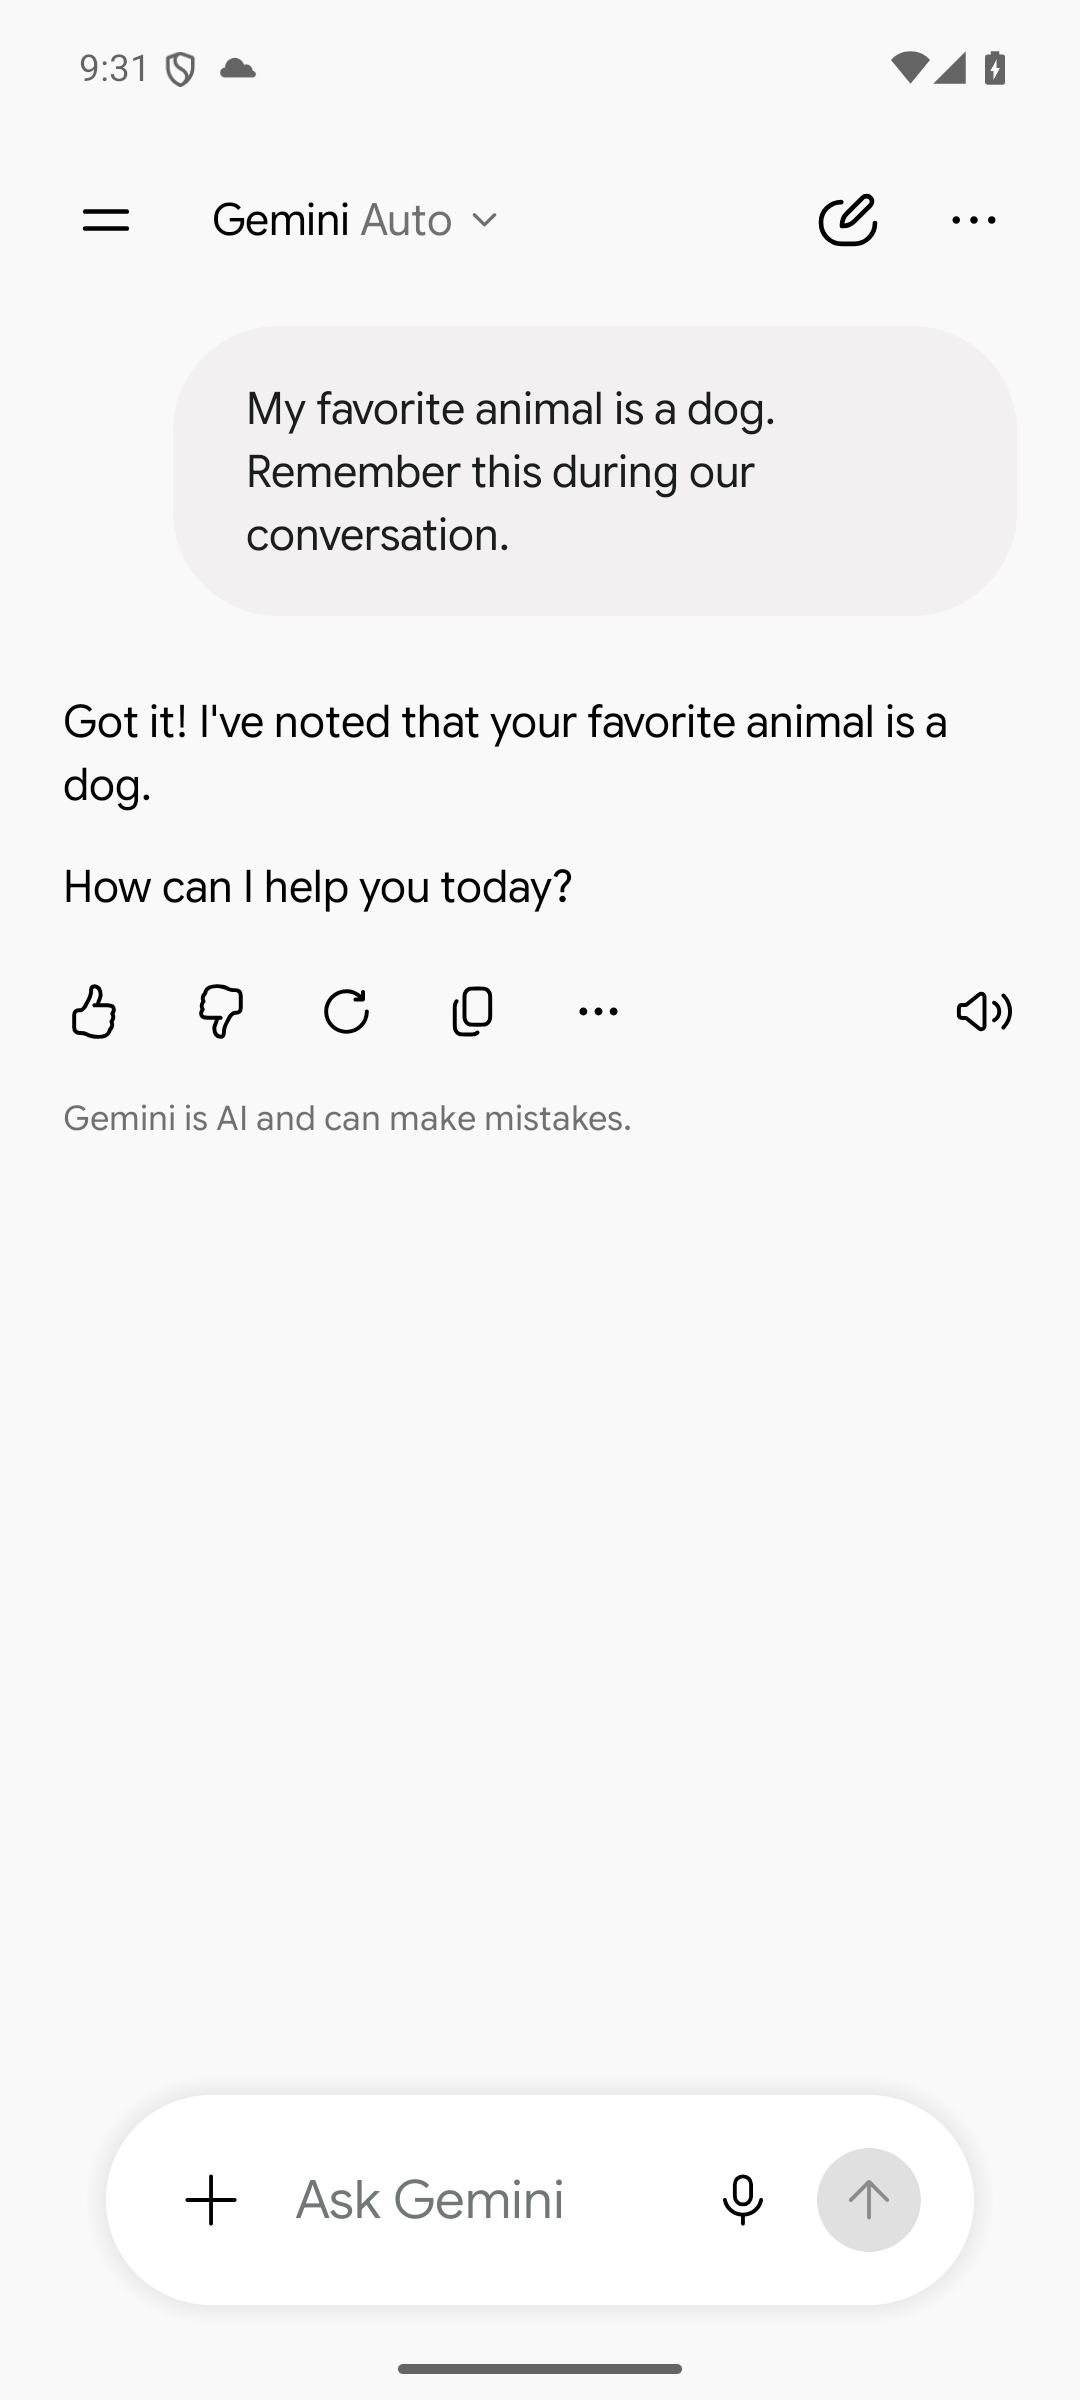 9:31
Gemini Auto
My favorite animal is a dog.
Remember this during our
conversation.
Got it! I've noted that your favorite animal is a
dog.
How can I help you today?
Gemini is AI and can make mistakes.
Ask Gemini